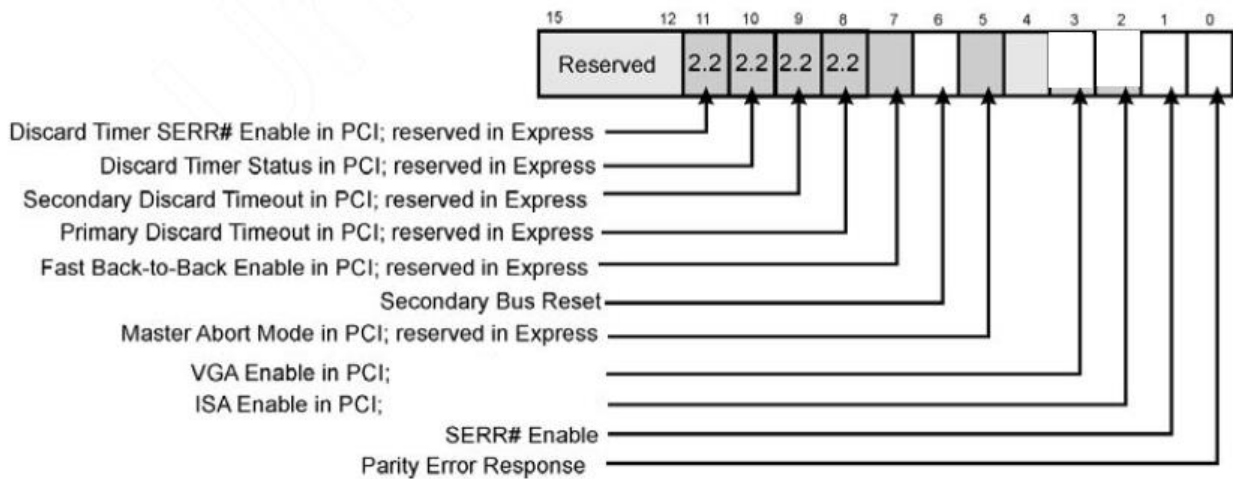 15 12 11 10 9 8 7 6 5 4 3 2 1 0
Reserved 2.2 2.2 2.2 2.2
Discard Timer SERR# Enable in PCI; reserved in Express
Discard Timer Status in PCI; reserved in Express
Secondary Discard Timeout in PCI; reserved in Express
Primary Discard Timeout in PCI; reserved in Express
Fast Back-to-Back Enable in PCI; reserved in Express
Secondary Bus Reset
Master Abort Mode in PCI; reserved in Express
VGA Enable in PCI;
ISA Enable in PCI;
SERR# Enable
Parity Error Response